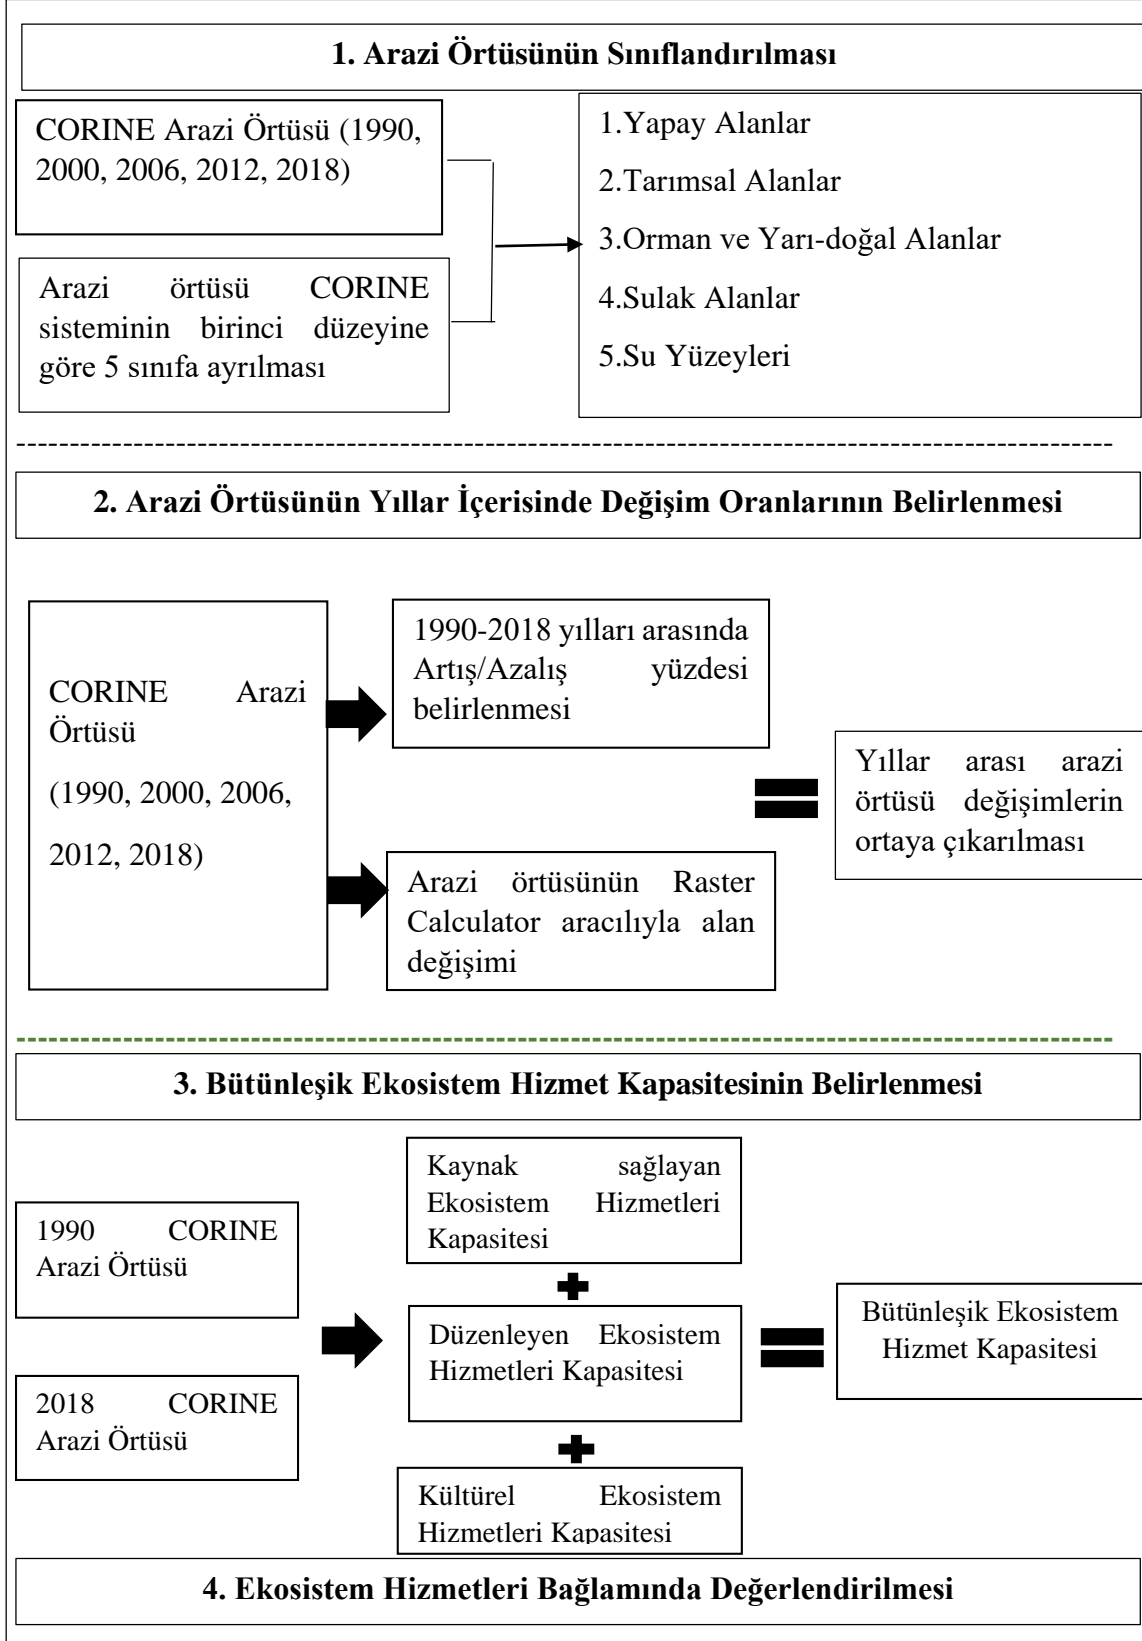 1. Arazi Örtüsünün Sınıflandırılması
CORINE Arazi Örtüsü (1990,
2000, 2006, 2012, 2018)
Arazi örtüsü CORINE
sisteminin birinci düzeyine
göre 5 sınıfa ayrılması
1.Yapay Alanlar
2.Tarımsal Alanlar
3.Orman ve Yarı-doğal Alanlar
4.Sulak Alanlar
5.Su Yüzeyleri
2. Arazi Örtüsünün Yıllar İçerisinde Değişim Oranlarının Belirlenmesi
CORINE Arazi
Örtüsü
(1990, 2000, 2006,
2012, 2018)
1990-2018 yılları arasında
Artış/Azalış yüzdesi
belirlenmesi
Arazi örtüsünün Raster
Calculator aracılıyla alan
değişimi
Yıllar arası arazi
örtüsü değişimlerin
ortaya çıkarılması
3. Bütünleşik Ekosistem Hizmet Kapasitesinin Belirlenmesi
1990 CORINE
Arazi Örtüsü
2018 CORINE
Arazi Örtüsü
Kaynak sağlayan
Ekosistem Hizmetleri
Kapasitesi
Düzenleyen Ekosistem
Hizmetleri Kapasitesi
Kültürel Ekosistem
Hizmetleri Kapasitesi
Bütünleşik Ekosistem
Hizmet Kapasitesi
4. Ekosistem Hizmetleri Bağlamında Değerlendirilmesi